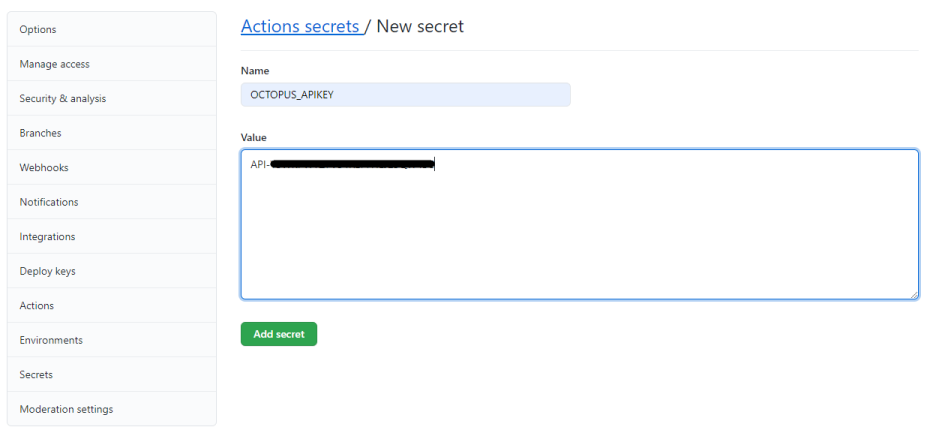 Options
Manage access
Security & analysis
Branches
Webhooks
Notifications
Integrations
Deploy keys
Actions
Environments
Secrets
Moderation settings
Actions secrets / New secret
Name
OCTOPUS_APIKEY
Value
API-
Add secret